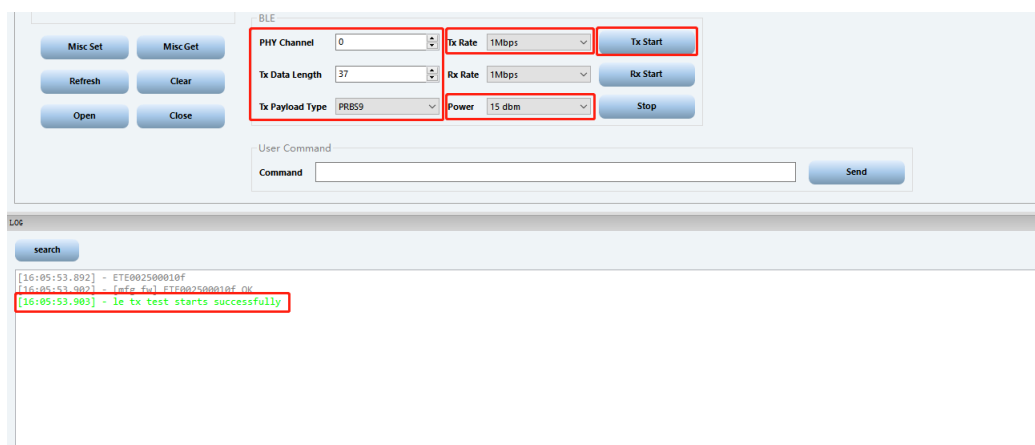 BLE
Misc Set Misc Get PHY Channel 0 Tx Rate 1Mbps Tx Start
Refresh Clear Tx Data Length 37 Rx Rate 1Mbps Rx Start
Open Close Tx Payload Type PRBS9 Power 15 dbm Stop
User Command
Command Send
LOG
search
[16:05:53.892] - ETE002500010f
[16:05:53.902] - [mfg fw] ETE002500010f OK
[16:05:53.903] - le tx test starts successfully